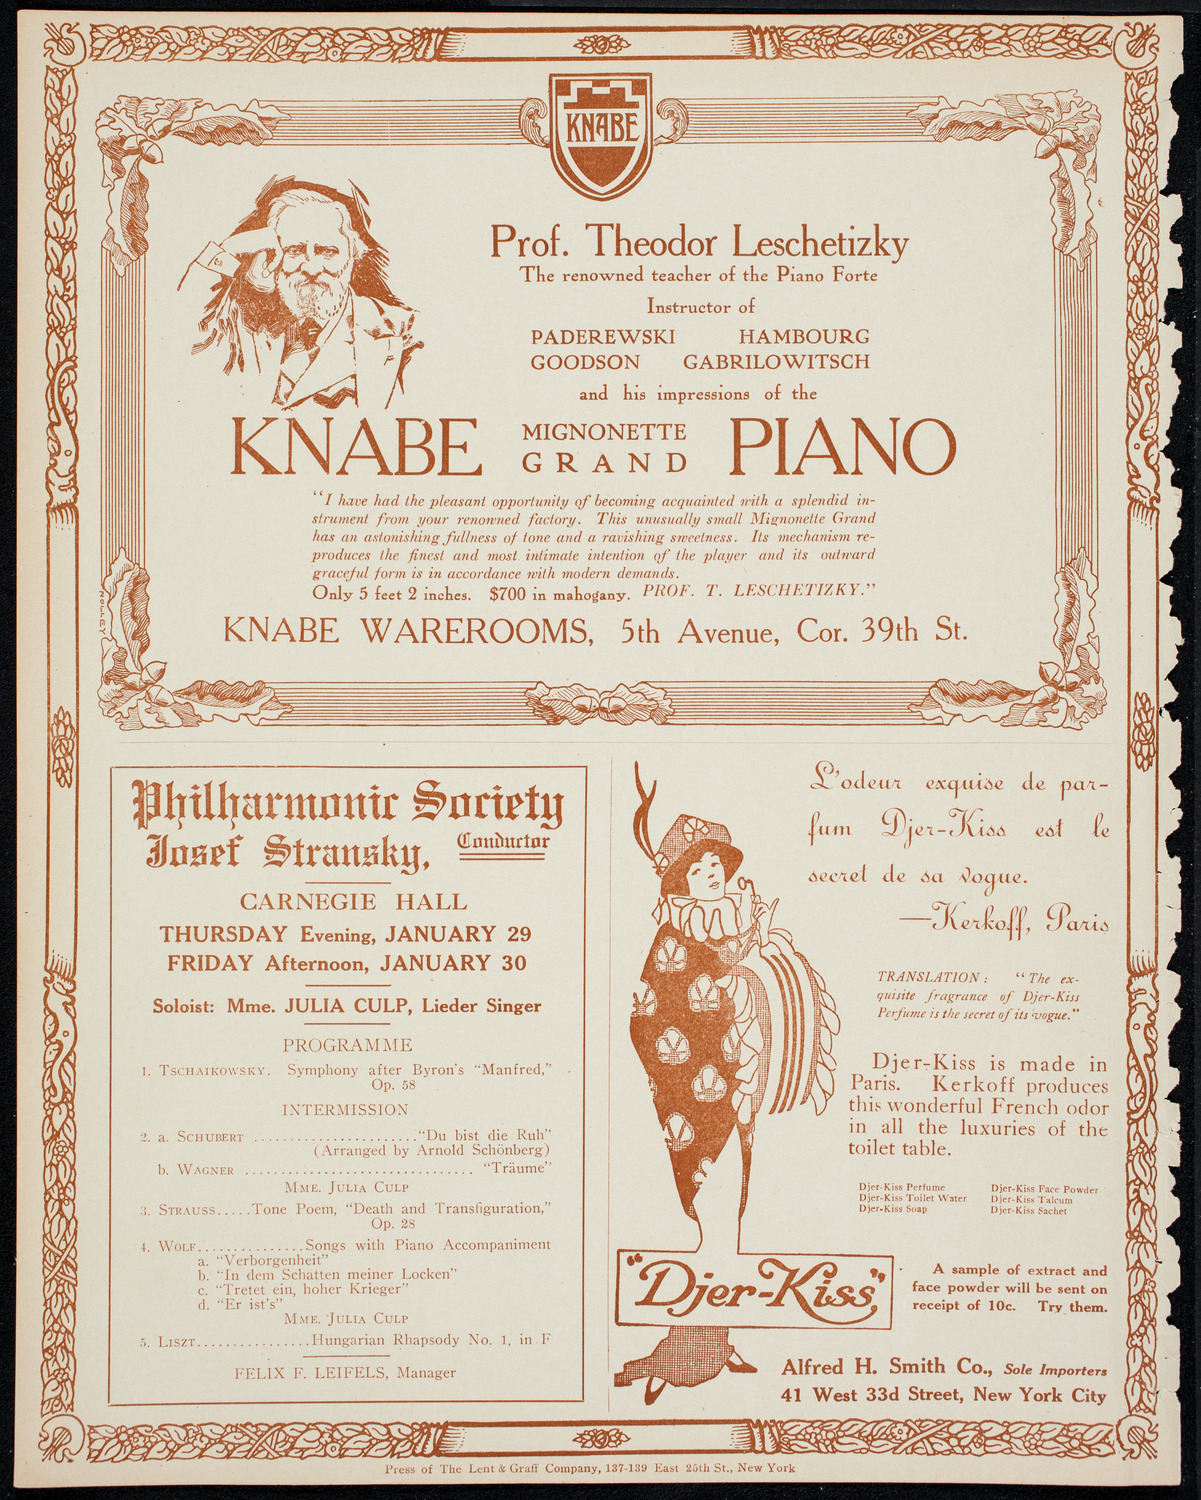 KNABE
Prof. Theodor Leschetizky
The renowned teacher of the Piano Forte
Instructor of
PADEREWSKI HAMBOURG
GOODSON GABRILOWITSCH
and his impressions of the
KNABE MIGNONETTE GRAND PIANO
"I have had the pleasant opportunity of becoming acquainted with a splendid in-
strument from your renowned factory. This unusually small Mignonette Grand
has an astonishing fullness of tone and a ravishing sweetness. Its mechanism re-
produces the finest and most intimate intention of the player and its outward
graceful form is in accordance with modern demands.
Only 5 feet 2 inches. $700 in mahogany. PROF. T. LESCHETIZKY."
KNABE WAREROOMS, 5th Avenue, Cor. 39th St.
NOLLEY
Philharmonic Society
Josef Stransky, Conductor
CARNEGIE HALL
THURSDAY Evening, JANUARY 29
FRIDAY Afternoon, JANUARY 30
Soloist: Mme. JULIA CULP, Lieder Singer
PROGRAMME
1. TSCHAIKOWSKY. Symphony after Byron's "Manfred,"
Op. 58
INTERMISSION
2. a. SCHUBERT ........................"Du bist die Ruh"
(Arranged by Arnold Schönberg)
b. WAGNER ................................. "Träume"
MME. JULIA CULP
3. STRAUSS.....Tone Poem, "Death and Transfiguration,"
Op. 28
4. WOLF...............Songs with Piano Accompaniment
a. "Verborgenheit"
b. "In dem Schatten meiner Locken"
c. "Tretet ein, hoher Krieger"
d. "Er ist's"
MME. JULIA CULP
5. LISZT................Hungarian Rhapsody No. 1, in F
FELIX F. LEIFELS, Manager
L'odeur exquise de par-
fum Djer-Kiss est le
secret de sa vogue.
—Kerkoff, Paris
TRANSLATION: "The ex-
quisite fragrance of Djer-Kiss
Perfume is the secret of its vogue."
Djer-Kiss is made in
Paris. Kerkoff produces
this wonderful French odor
in all the luxuries of the
toilet table.
Djer-Kiss Perfume Djer-Kiss Face Powder
Djer-Kiss Toilet Water Djer-Kiss Talcum
Djer-Kiss Soap Djer-Kiss Sachet
"Djer-Kiss"
A sample of extract and
face powder will be sent on
receipt of 10c. Try them.
Alfred H. Smith Co., Sole Importers
41 West 33d Street, New York City
Press of The Lent & Graff Company, 137-139 East 25th St., New York